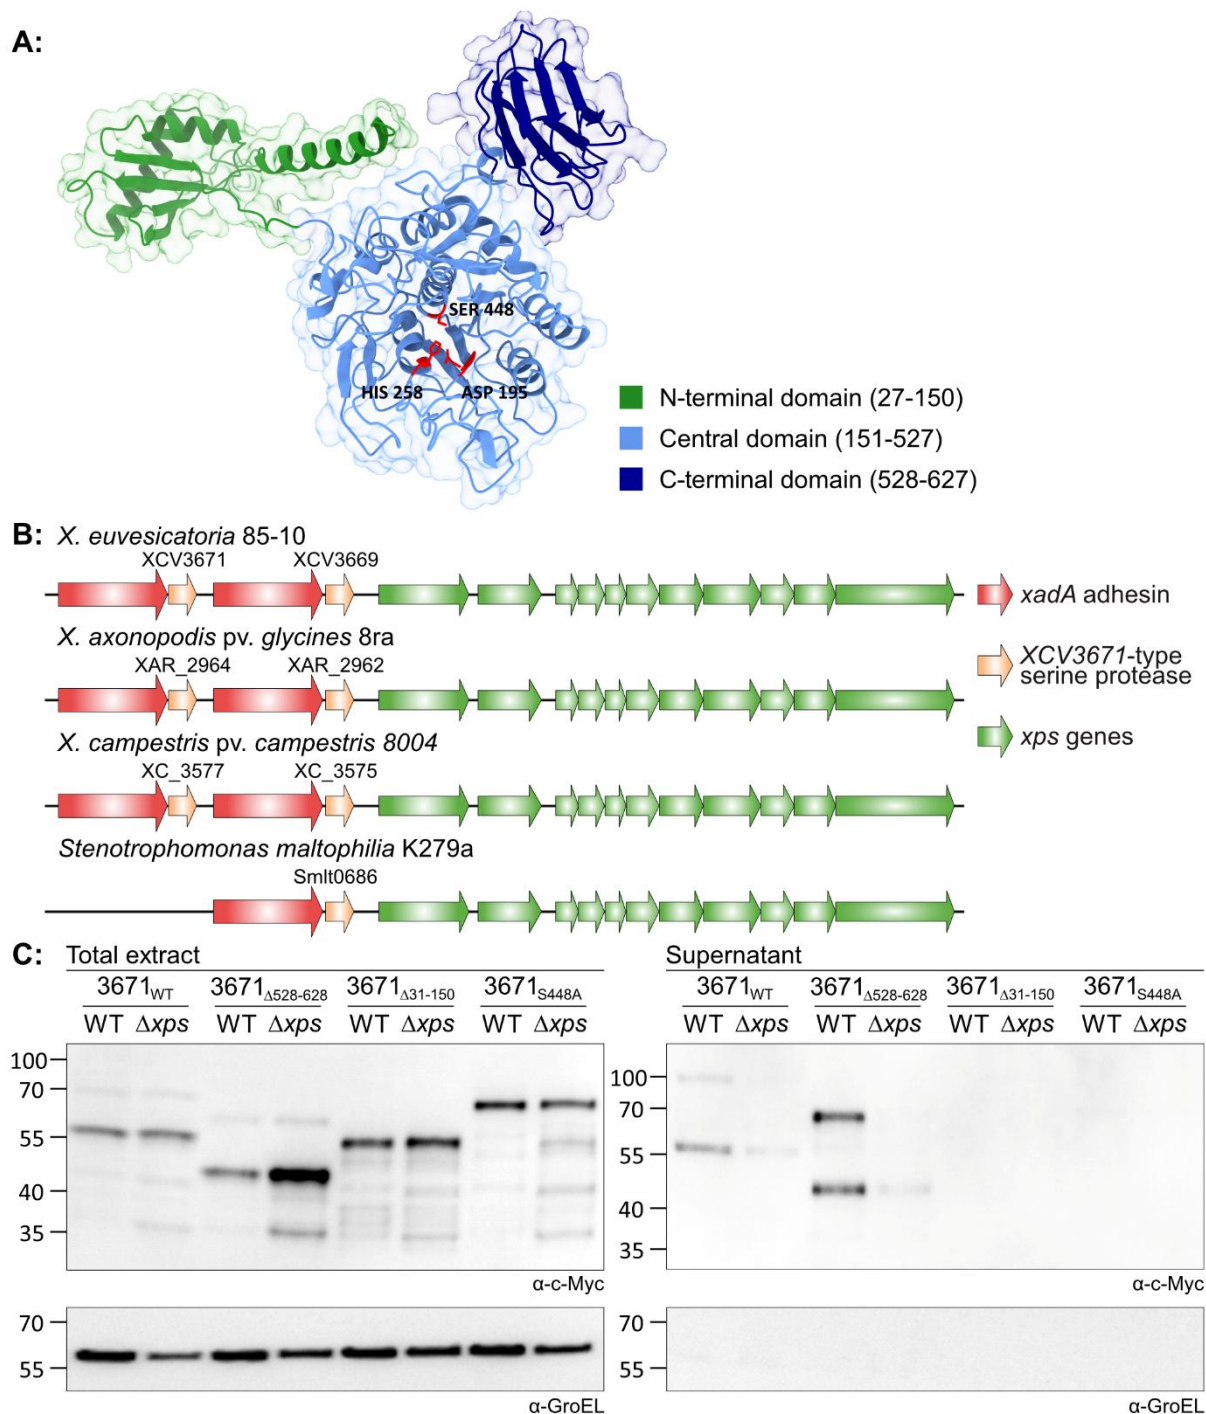 A:
SER 448
HIS 258 ASP 195
N-terminal domain (27-150)
Central domain (151-527)
C-terminal domain (528-627)
B: X. euvesicatoria 85-10
XCV3671 XCV3669
xadA adhesin
X. axonopodis pv. glycines 8ra
XAR_2964 XAR_2962
XCV3671-type
serine protease
X. campestris pv. campestris 8004
xps genes
XC_3577 XC_3575
Stenotrophomonas maltophilia K279a
Smlt0686
C: Total extract
3671WT 3671Δ528-628 3671Δ31-150 3671S448A
WT Δxps WT Δxps WT Δxps WT Δxps
100
70
55
40
35
α-c-Myc
70
55
α-GroEL
Supernatant
3671WT 3671Δ528-628 3671Δ31-150 3671S448A
WT Δxps WT Δxps WT Δxps WT Δxps
100
70
55
40
35
α-c-Myc
70
55
α-GroEL